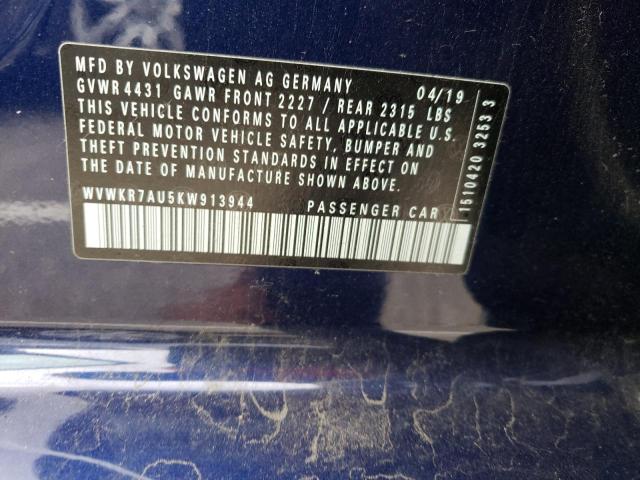 MFD BY VOLKSWAGEN AG GERMANY 04/19
GVWR 4431 GAWR FRONT 2227 / REAR 2315 LBS
THIS VEHICLE CONFORMS TO ALL APPLICABLE U.S.
FEDERAL MOTOR VEHICLE SAFETY, BUMPER AND
THEFT PREVENTION STANDARDS IN EFFECT ON
THE DATE OF MANUFACTURE SHOWN ABOVE.
WVWKR7AU5KW913944 PASSENGER CAR
1510420 3253 3